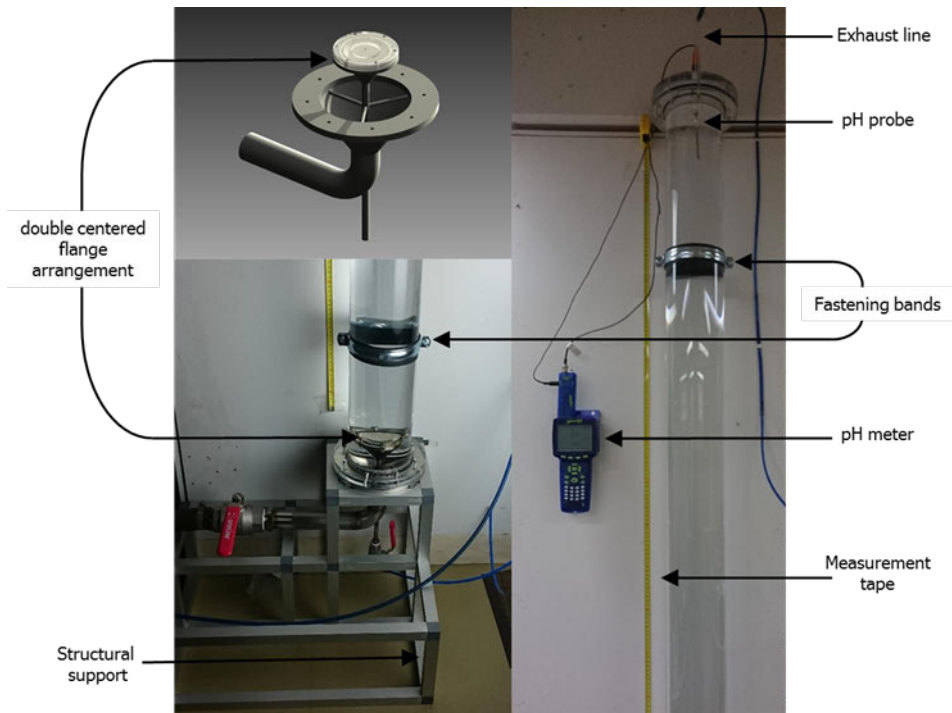 double centered
flange
arrangement
Structural
support
Exhaust line
pH probe
Fastening bands
pH meter
Measurement
tape